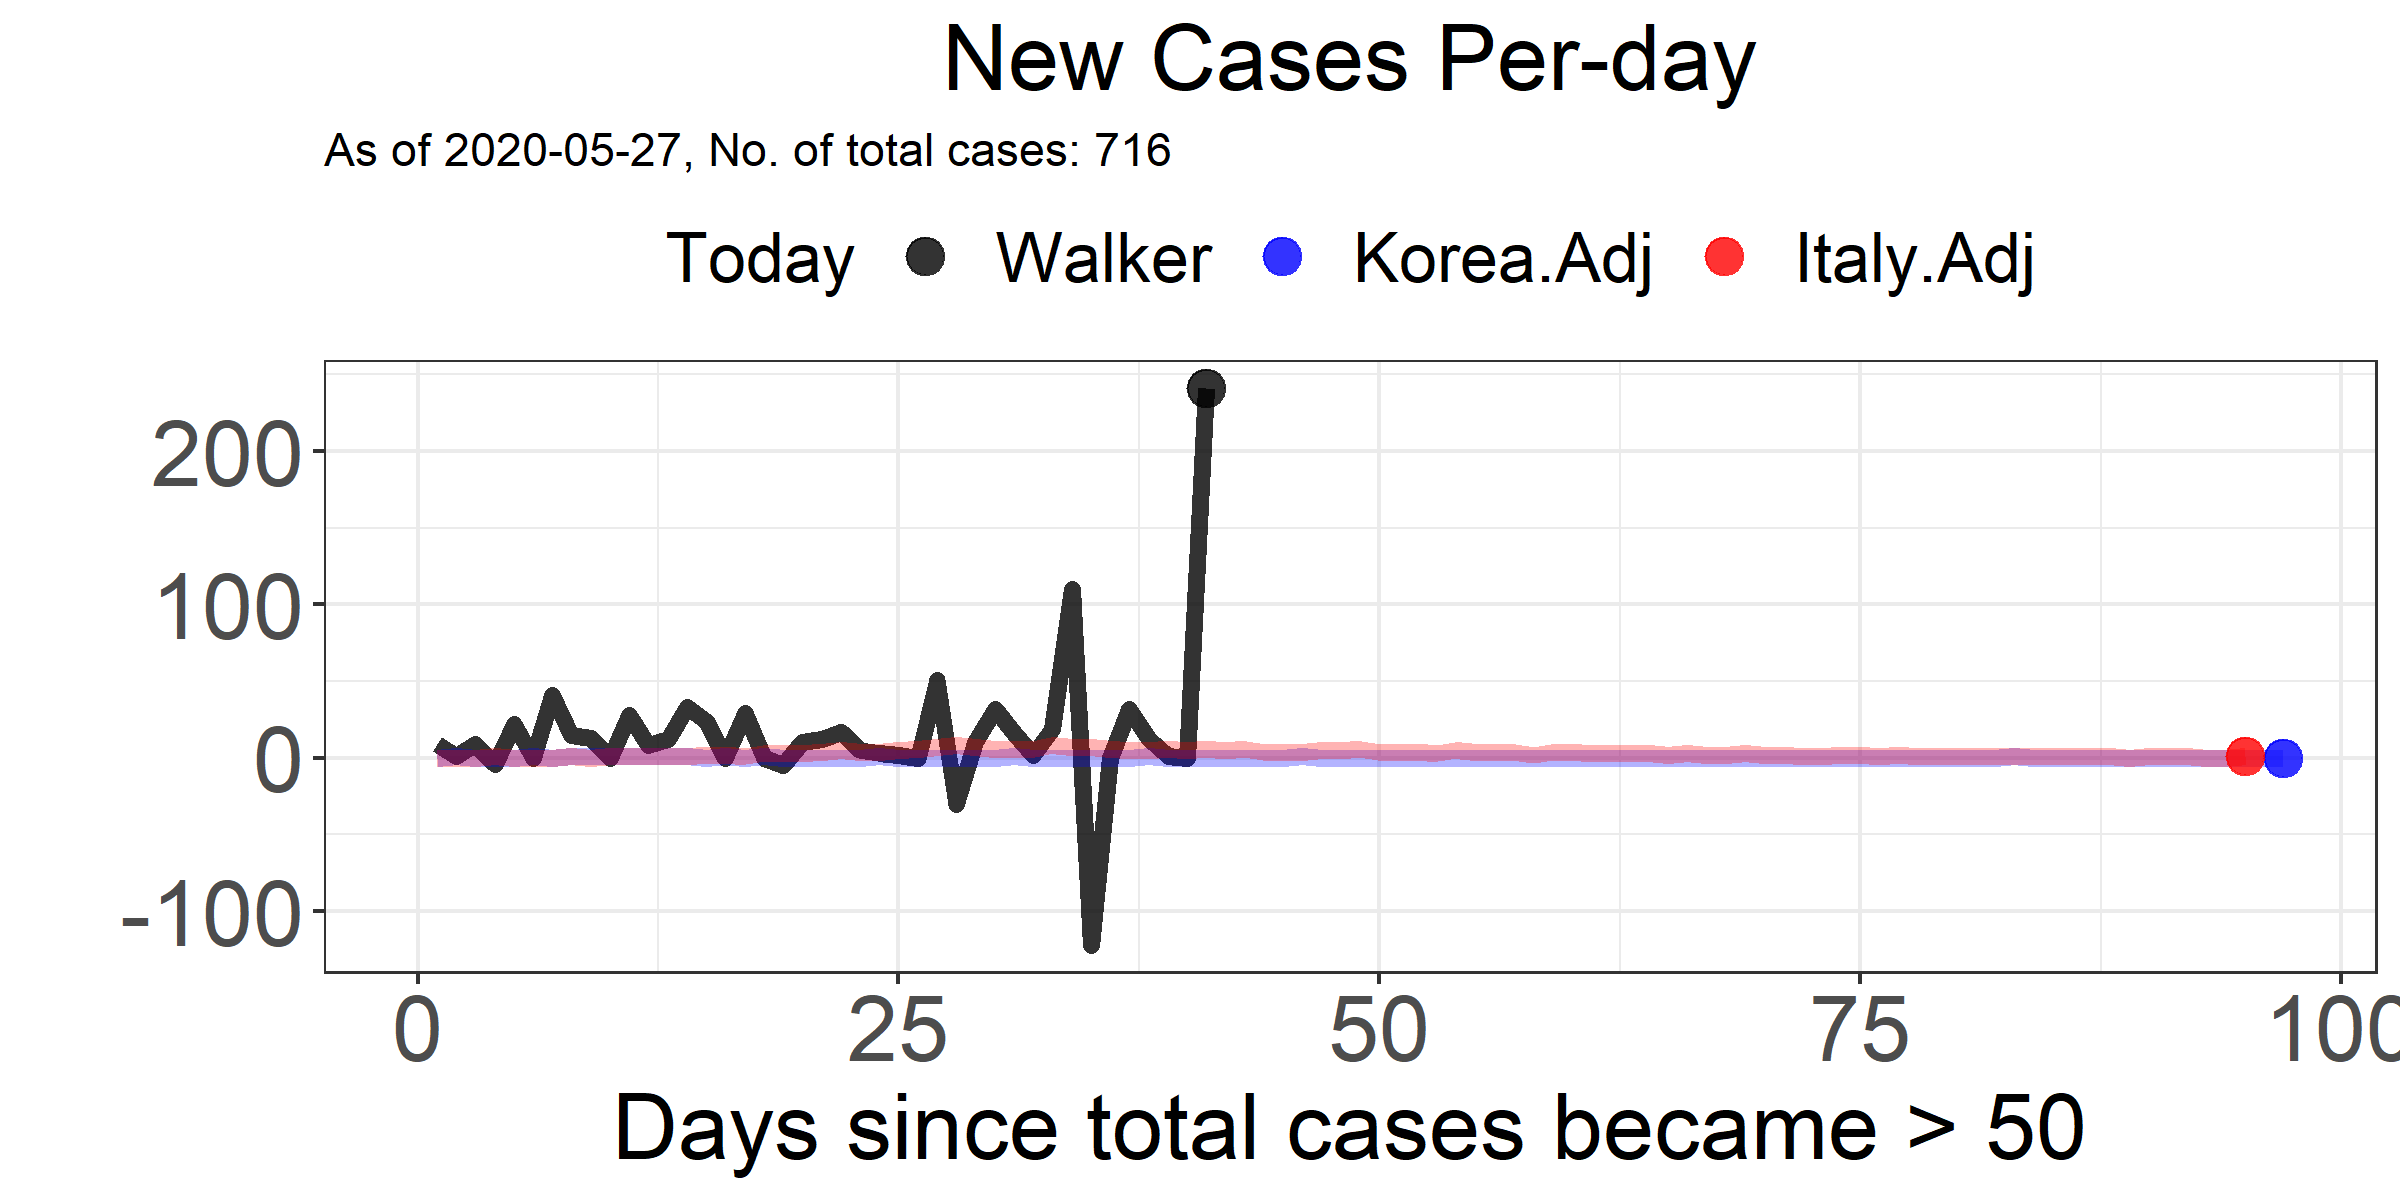 New Cases Per-day
As of 2020-05-27, No. of total cases: 716
Today Walker Korea.Adj Italy.Adj
200
100
0
-100
0 25 50 75 100
Days since total cases became > 50